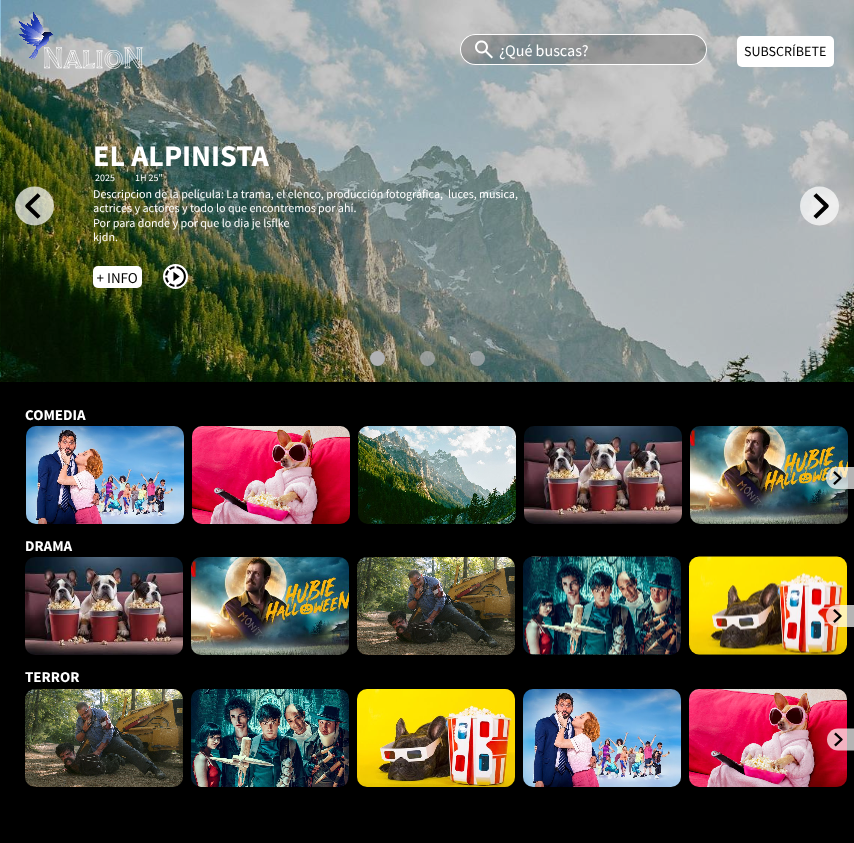 NALION
¿Qué buscas?
SUBSCRÍBETE
EL ALPINISTA
2025 1H 25"
Descripcion de la película: La trama, el elenco, producción fotográfica, luces, musica,
actrices y actores y todo lo que encontremos por ahí.
Por para donde y por que lo dia je lsflke
kjdn.
+ INFO
COMEDIA
HUBIE
DRAMA
HUBIE
HALLOWEEN
TERROR